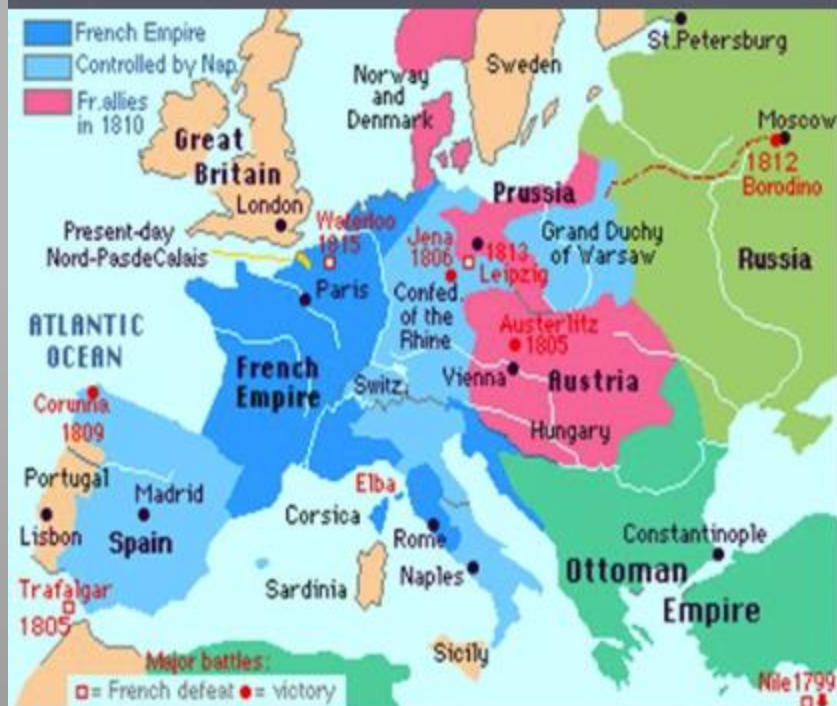 French Empire
Controlled by Nap.
Fr.allies
in 1810
Norway
and
Denmark
Sweden
St.Petersburg
Moscow
1812
Borodino
Great
Britain
London
Prussia
Present-day
Nord-PasdeCalais
Waterloo
1815
Jena
1806
1813
Leipzig
Grand Duchy
of Warsaw
Russia
Paris
Confed.
of the
Rhine
ATLANTIC
OCEAN
Austerlitz
1805
French
Empire
Switz.
Vienna
Austria
Corunna
1809
Hungary
Portugal
Madrid
Elba
Lisbon
Spain
Corsica
Rome
Constantinople
Sardinia
Naples
Ottoman
Empire
Trafalgar
1805
Sicily
Major battles:
= French defeat = victory
Nile1799